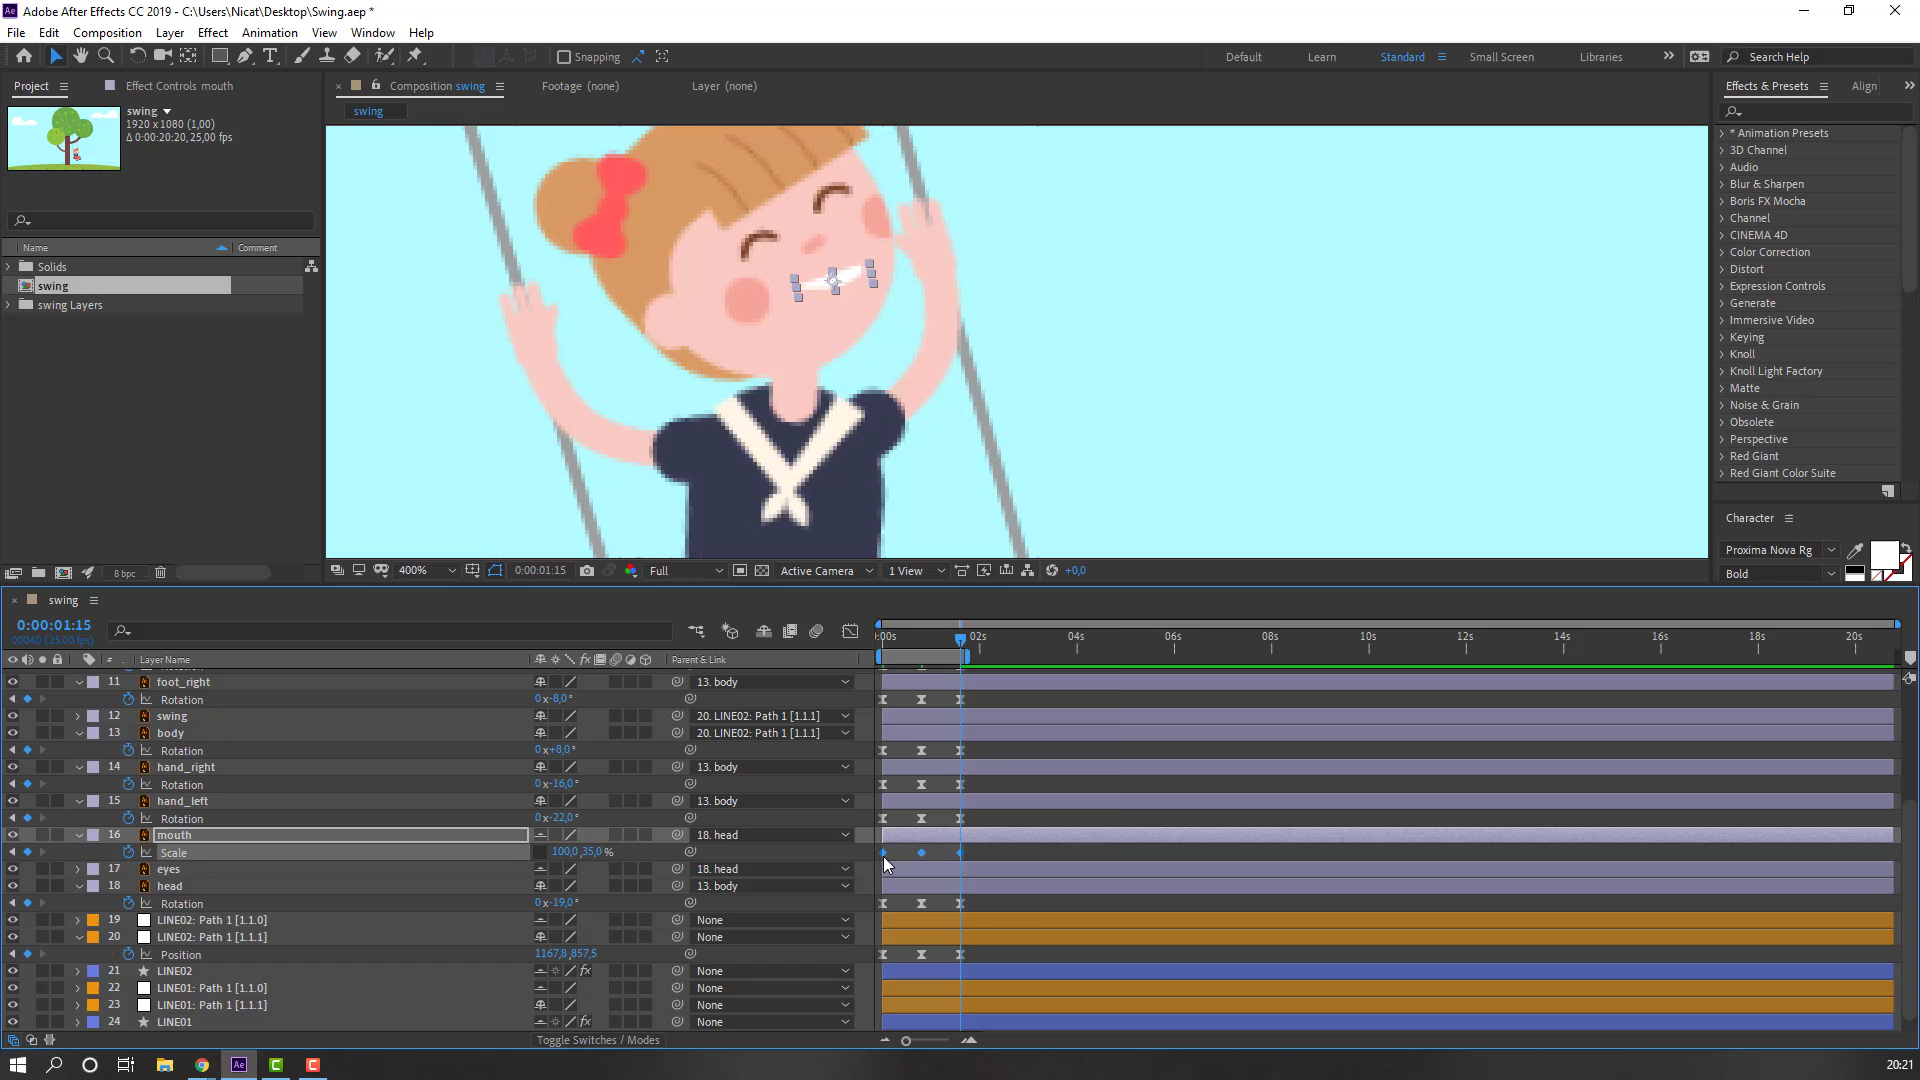 Adobe After Effects CC 2019 - C:\Users\Nicat\Desktop\Swing.aep *
File Edit Composition Layer Effect Animation View Window Help
Snapping Default Learn Standard Small Screen Libraries Search Help
Project Effect Controls mouth Composition swing Footage (none) Layer (none) Effects & Presets Align
swing
1920 x 1080 (1,00)
Δ 0:00:20:20, 25,00 fps
swing
Name Comment
Solids
swing
swing Layers
* Animation Presets
3D Channel
Audio
Blur & Sharpen
Boris FX Mocha
Channel
CINEMA 4D
Color Correction
Distort
Expression Controls
Generate
Immersive Video
Keying
Knoll
Knoll Light Factory
Matte
Noise & Grain
Obsolete
Perspective
Red Giant
Red Giant Color Suite
Character
Proxima Nova Rg
Bold
8 bpc 400% 0:00:01:15 Full Active Camera 1 View +0,0
swing
0:00:01:15
00040 (25.00 fps)
0:00s 02s 04s 06s 08s 10s 12s 14s 16s 18s 20s
# Layer Name Parent & Link
11 foot_right 13. body
Rotation 0x-8,0°
12 swing 20. LINE02: Path 1 [1.1.1]
13 body 20. LINE02: Path 1 [1.1.1]
Rotation 0x+8,0°
14 hand_right 13. body
Rotation 0x-16,0°
15 hand_left 13. body
Rotation 0x-22,0°
16 mouth 18. head
Scale 100,0,35,0%
17 eyes 18. head
18 head 13. body
Rotation 0x-19,0°
19 LINE02: Path 1 [1.1.0] None
20 LINE02: Path 1 [1.1.1] None
Position 1167,8,857,5
21 LINE02 fx None
22 LINE01: Path 1 [1.1.0] None
23 LINE01: Path 1 [1.1.1] None
24 LINE01 fx None
Toggle Switches / Modes
20:21